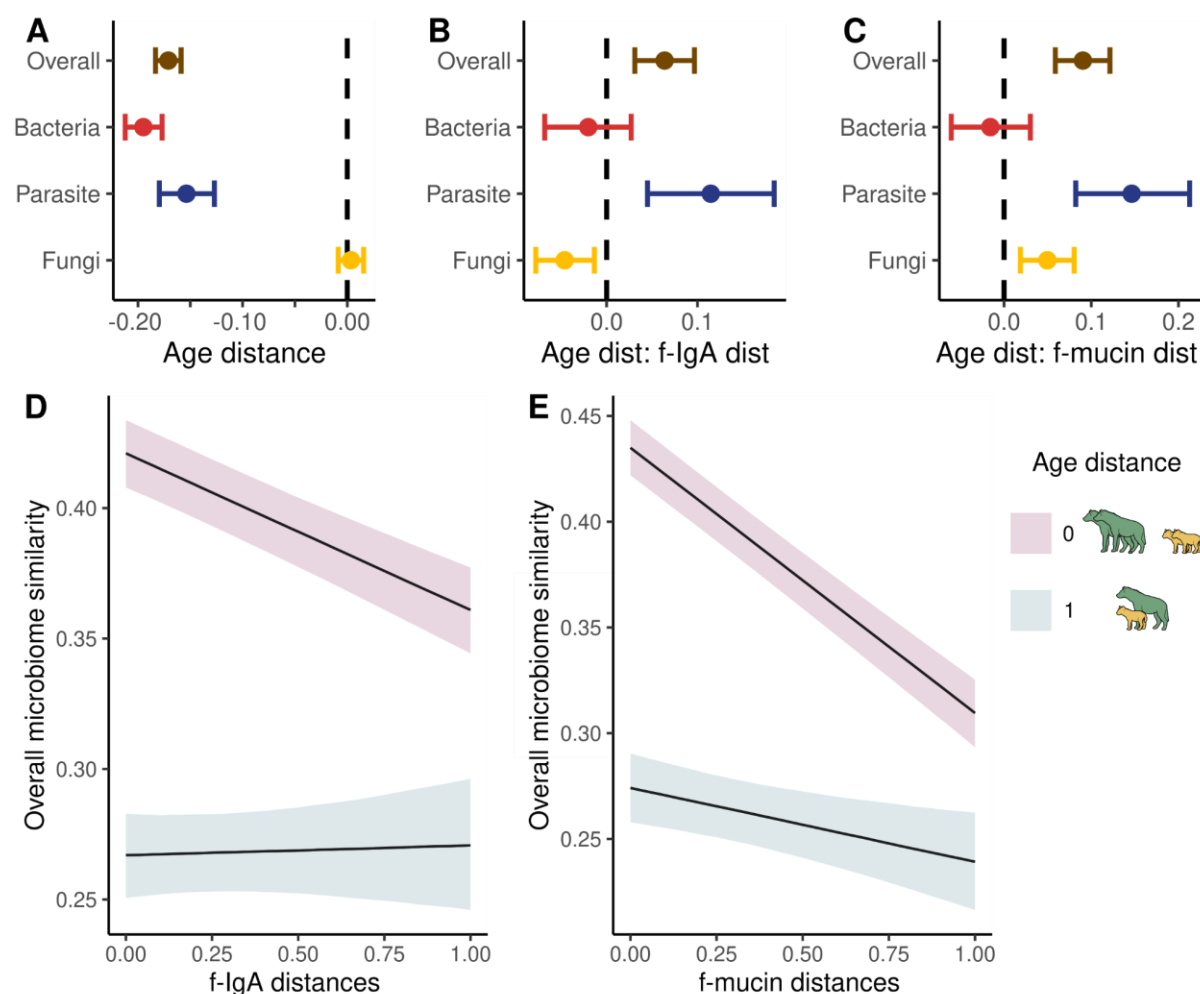 A
Overall
Bacteria
Parasite
Fungi
-0.20
-0.10
0.00
Age distance
B
Overall
Bacteria
Parasite
Fungi
0.0
0.1
Age dist: f-IgA dist
C
Overall
Bacteria
Parasite
Fungi
0.0
0.1
0.2
Age dist: f-mucin dist
D
Overall microbiome similarity
0.40
0.35
0.30
0.25
0.00
0.25
0.50
0.75
1.00
f-IgA distances
E
Overall microbiome similarity
0.45
0.40
0.35
0.30
0.25
0.00
0.25
0.50
0.75
1.00
f-mucin distances
Age distance
0
1